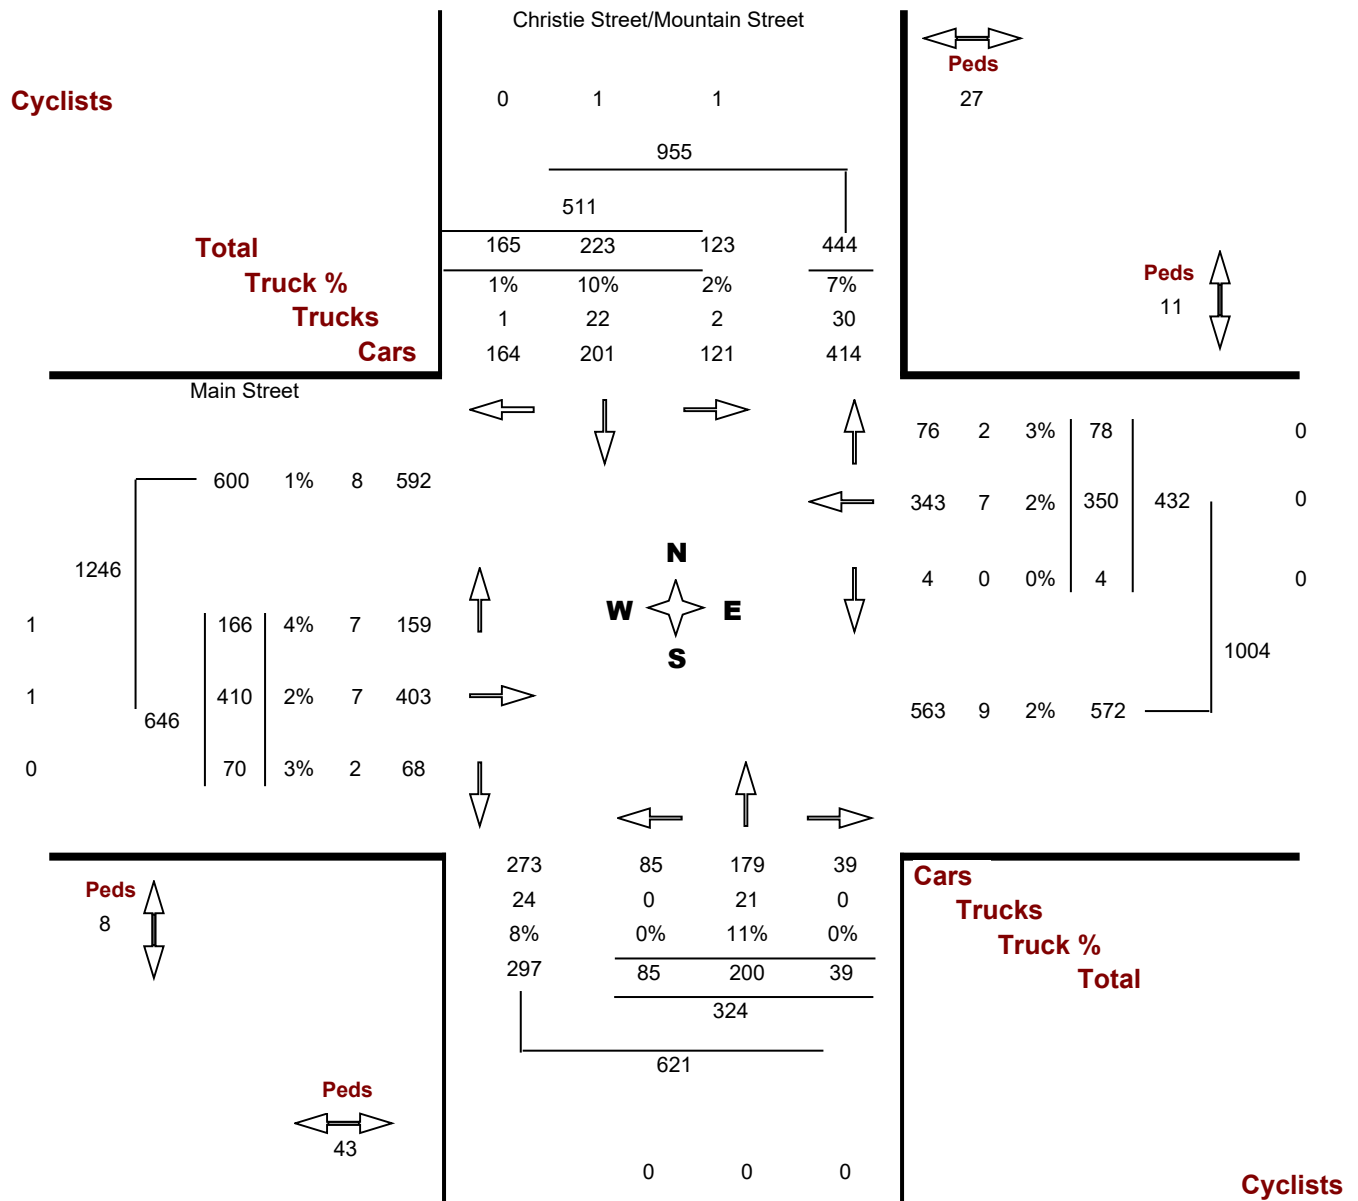 Christie Street/Mountain Street
Peds
27
Cyclists 0 1 1
955
511
Total 165 223 123 444
Truck % 1% 10% 2% 7%
Trucks 1 22 2 30
Cars 164 201 121 414
Peds
11
Main Street
76 2 3% 78 0
600 1% 8 592
343 7 2% 350 432 0
N
1246
4 0 0% 4 0
W E
1 166 4% 7 159
1004
S
1 410 2% 7 403
646
563 9 2% 572
0 70 3% 2 68
273 85 179 39 Cars
24 0 21 0 Trucks
8% 0% 11% 0% Truck %
297 85 200 39 Total
324
621
Peds
8
Peds
43
0 0 0 Cyclists